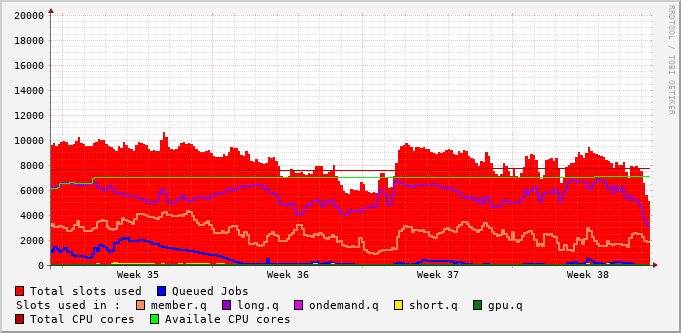 20000
18000
16000
14000
12000
10000
8000
6000
4000
2000
0
Week 35 Week 36 Week 37 Week 38
RRDTOOL / TOBI OETIKER
Total slots used Queued Jobs
Slots used in : member.q long.q ondemand.q short.q gpu.q
Total CPU cores Availale CPU cores